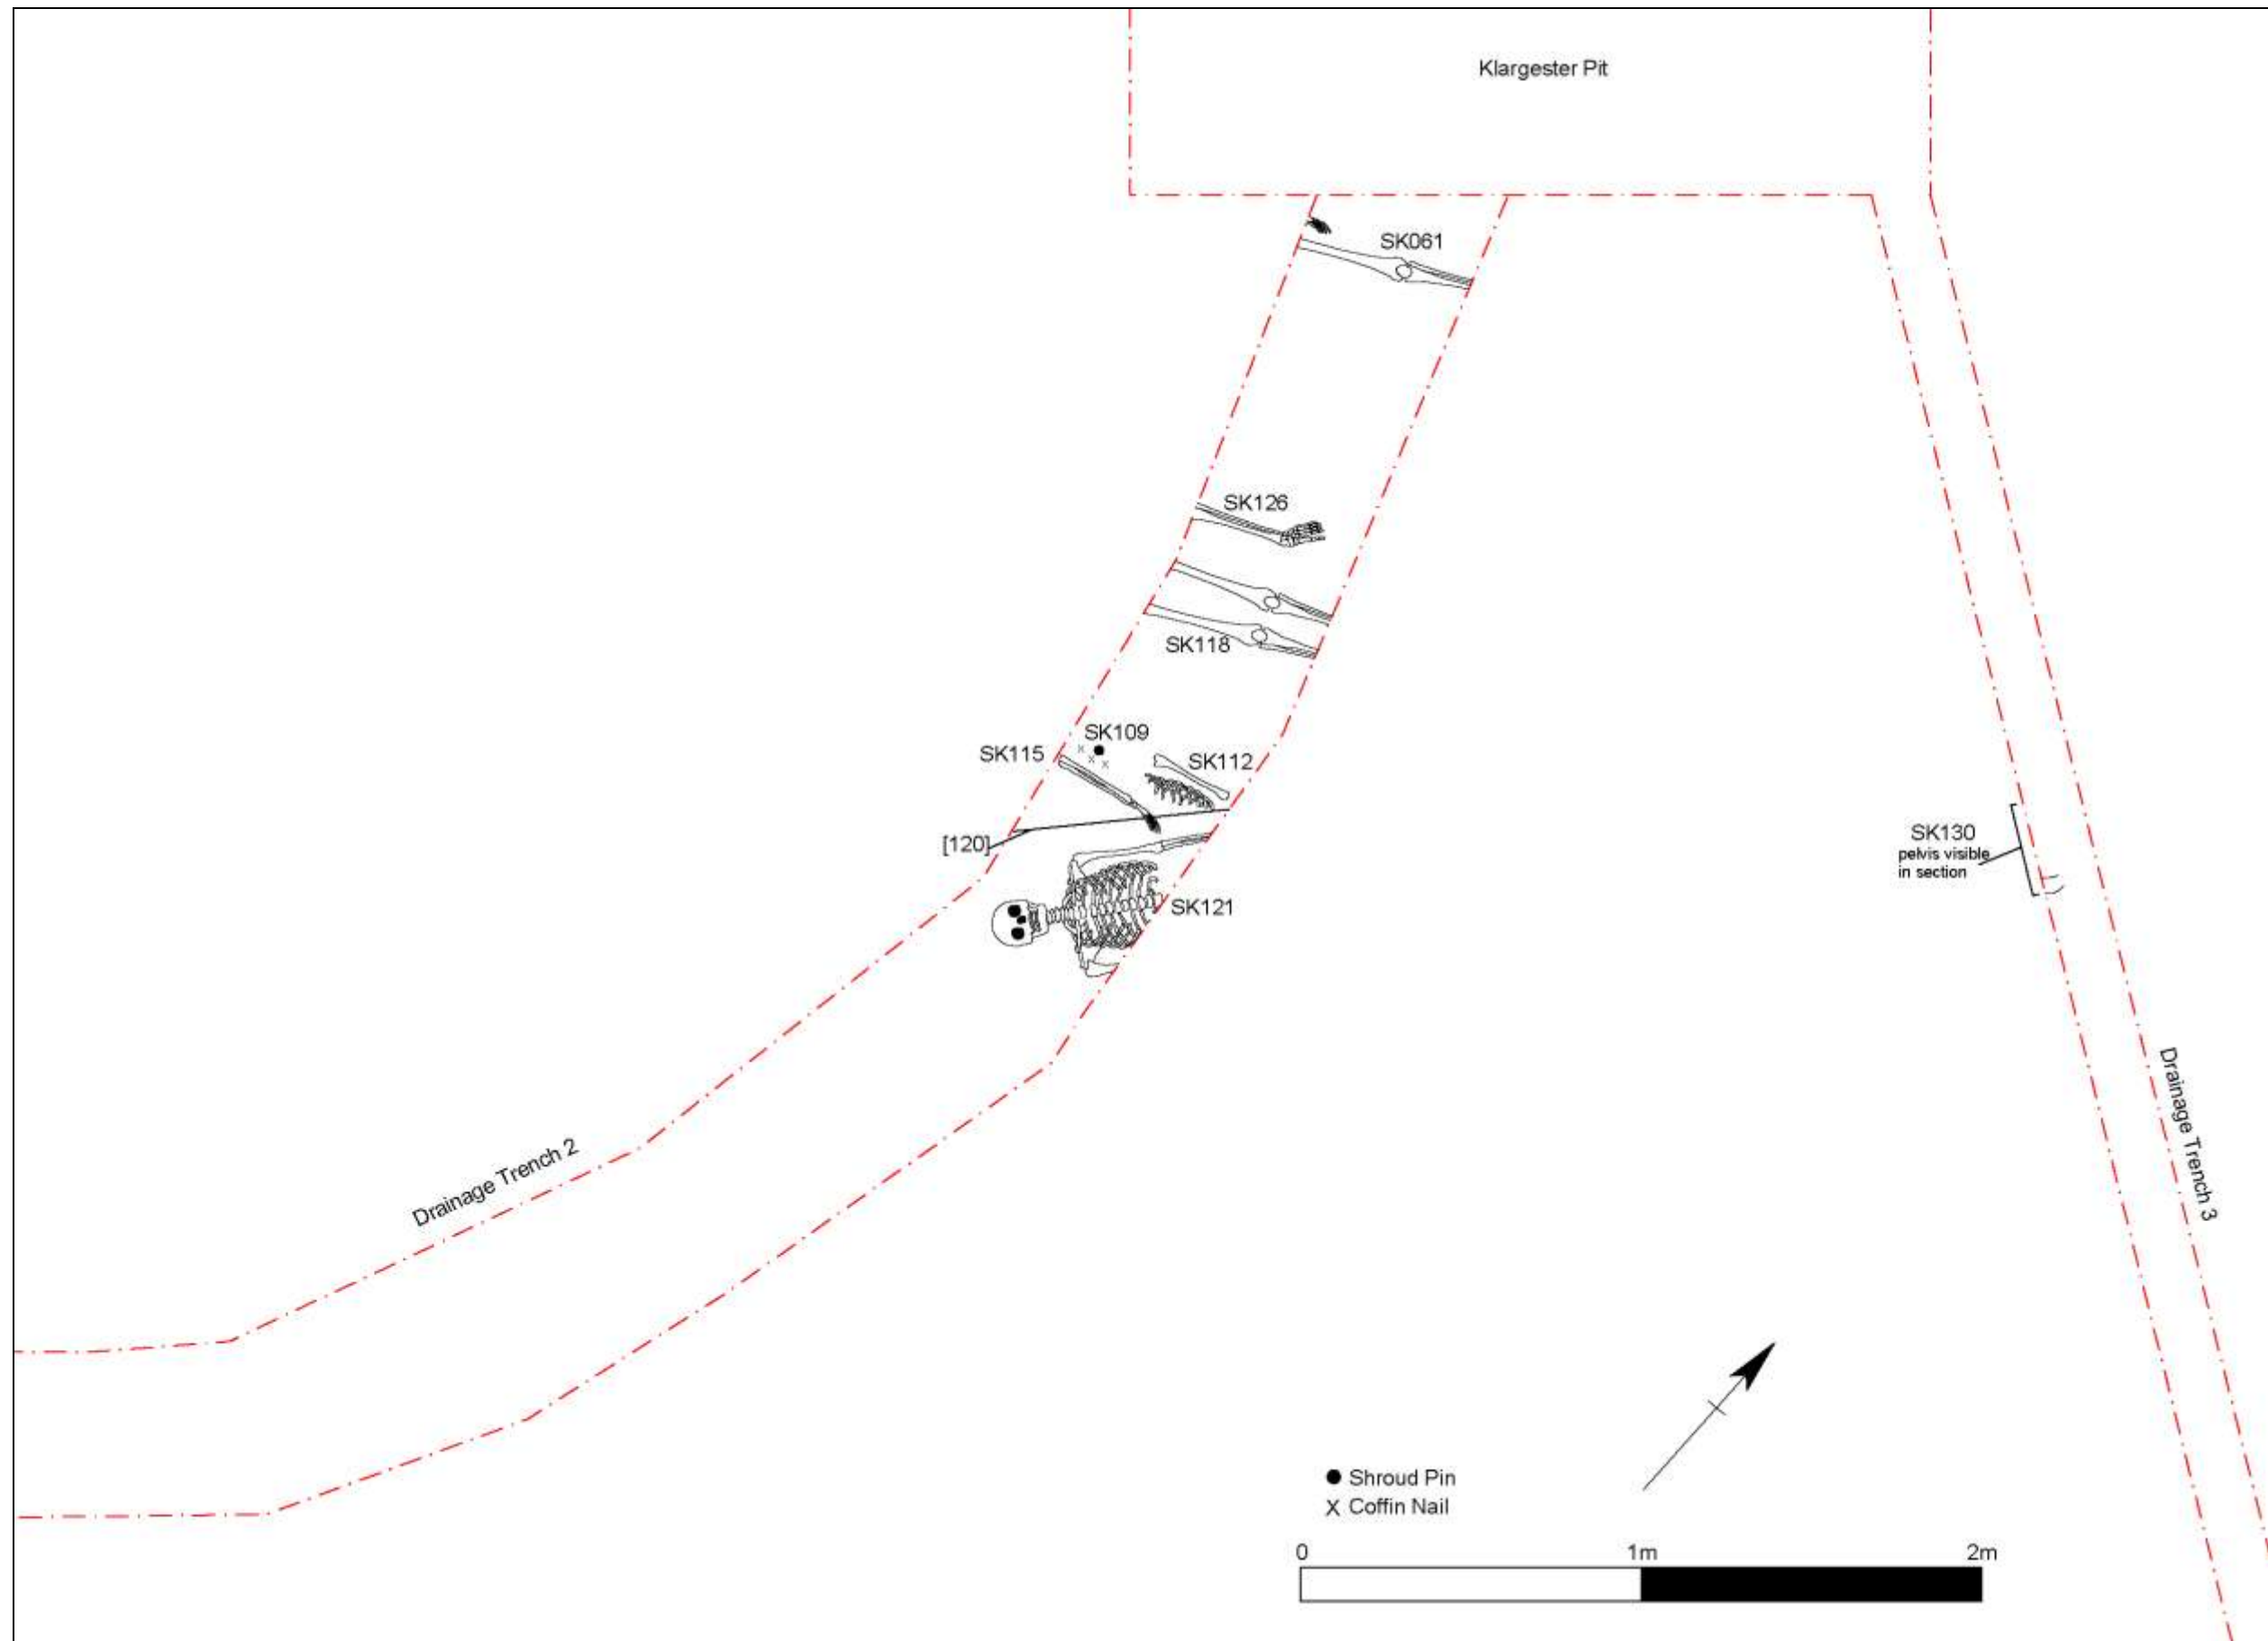 Klargester Pit
SK061
SK126
SK118
SK109
SK115
SK112
[120]
SK130
pelvis visible
in section
SK121
Drainage Trench 2
Drainage Trench 3
Shroud Pin
X Coffin Nail
0 1m 2m